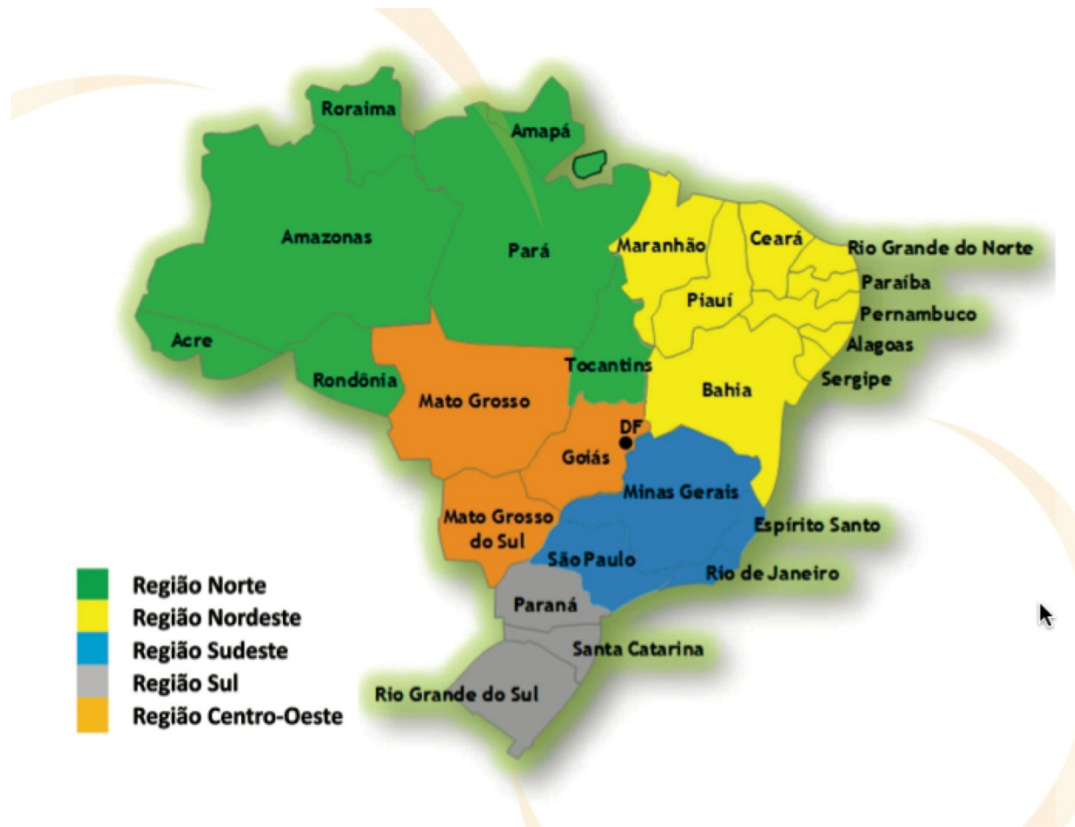 Roraima
Amapá
Amazonas
Pará
Maranhão
Ceará
Rio Grande do Norte
Paraíba
Piauí
Pernambuco
Acre
Alagoas
Tocantins
Rondônia
Sergipe
Bahia
Mato Grosso
DF
Goiás
Minas Gerais
Mato Grosso
do Sul
Espírito Santo
São Paulo
Rio de Janeiro
Paraná
Santa Catarina
Rio Grande do Sul
Região Norte
Região Nordeste
Região Sudeste
Região Sul
Região Centro-Oeste